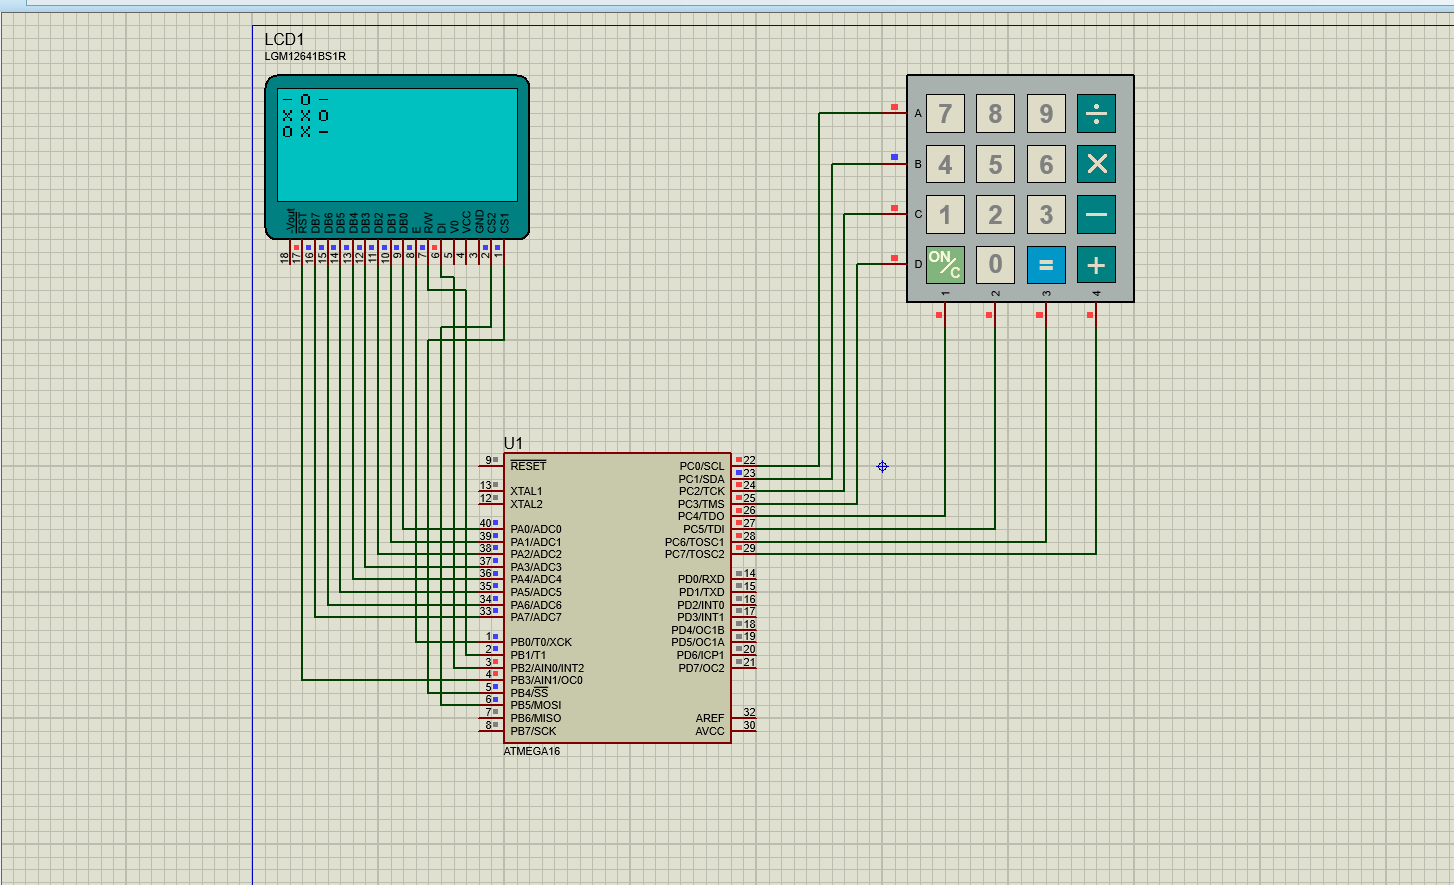 LCD1
LGM12641BS1R
- O -
X X O
O X -
-Vout RST DB7 DB6 DB5 DB4 DB3 DB2 DB1 DB0 E R/W DI V0 VCC GND CS2 CS1
18 17 16 15 14 13 12 11 10 9 8 7 6 5 4 3 2 1
A 7 8 9 ÷
B 4 5 6 ×
C 1 2 3 −
D ON/C 0 = +
1 2 3 4
U1
9 RESET PC0/SCL 22
PC1/SDA 23
13 XTAL1 PC2/TCK 24
12 XTAL2 PC3/TMS 25
PC4/TDO 26
40 PA0/ADC0 PC5/TDI 27
39 PA1/ADC1 PC6/TOSC1 28
38 PA2/ADC2 PC7/TOSC2 29
37 PA3/ADC3
36 PA4/ADC4 PD0/RXD 14
35 PA5/ADC5 PD1/TXD 15
34 PA6/ADC6 PD2/INT0 16
33 PA7/ADC7 PD3/INT1 17
PD4/OC1B 18
1 PB0/T0/XCK PD5/OC1A 19
2 PB1/T1 PD6/ICP1 20
3 PB2/AIN0/INT2 PD7/OC2 21
4 PB3/AIN1/OC0
5 PB4/SS
6 PB5/MOSI
7 PB6/MISO AREF 32
8 PB7/SCK AVCC 30
ATMEGA16